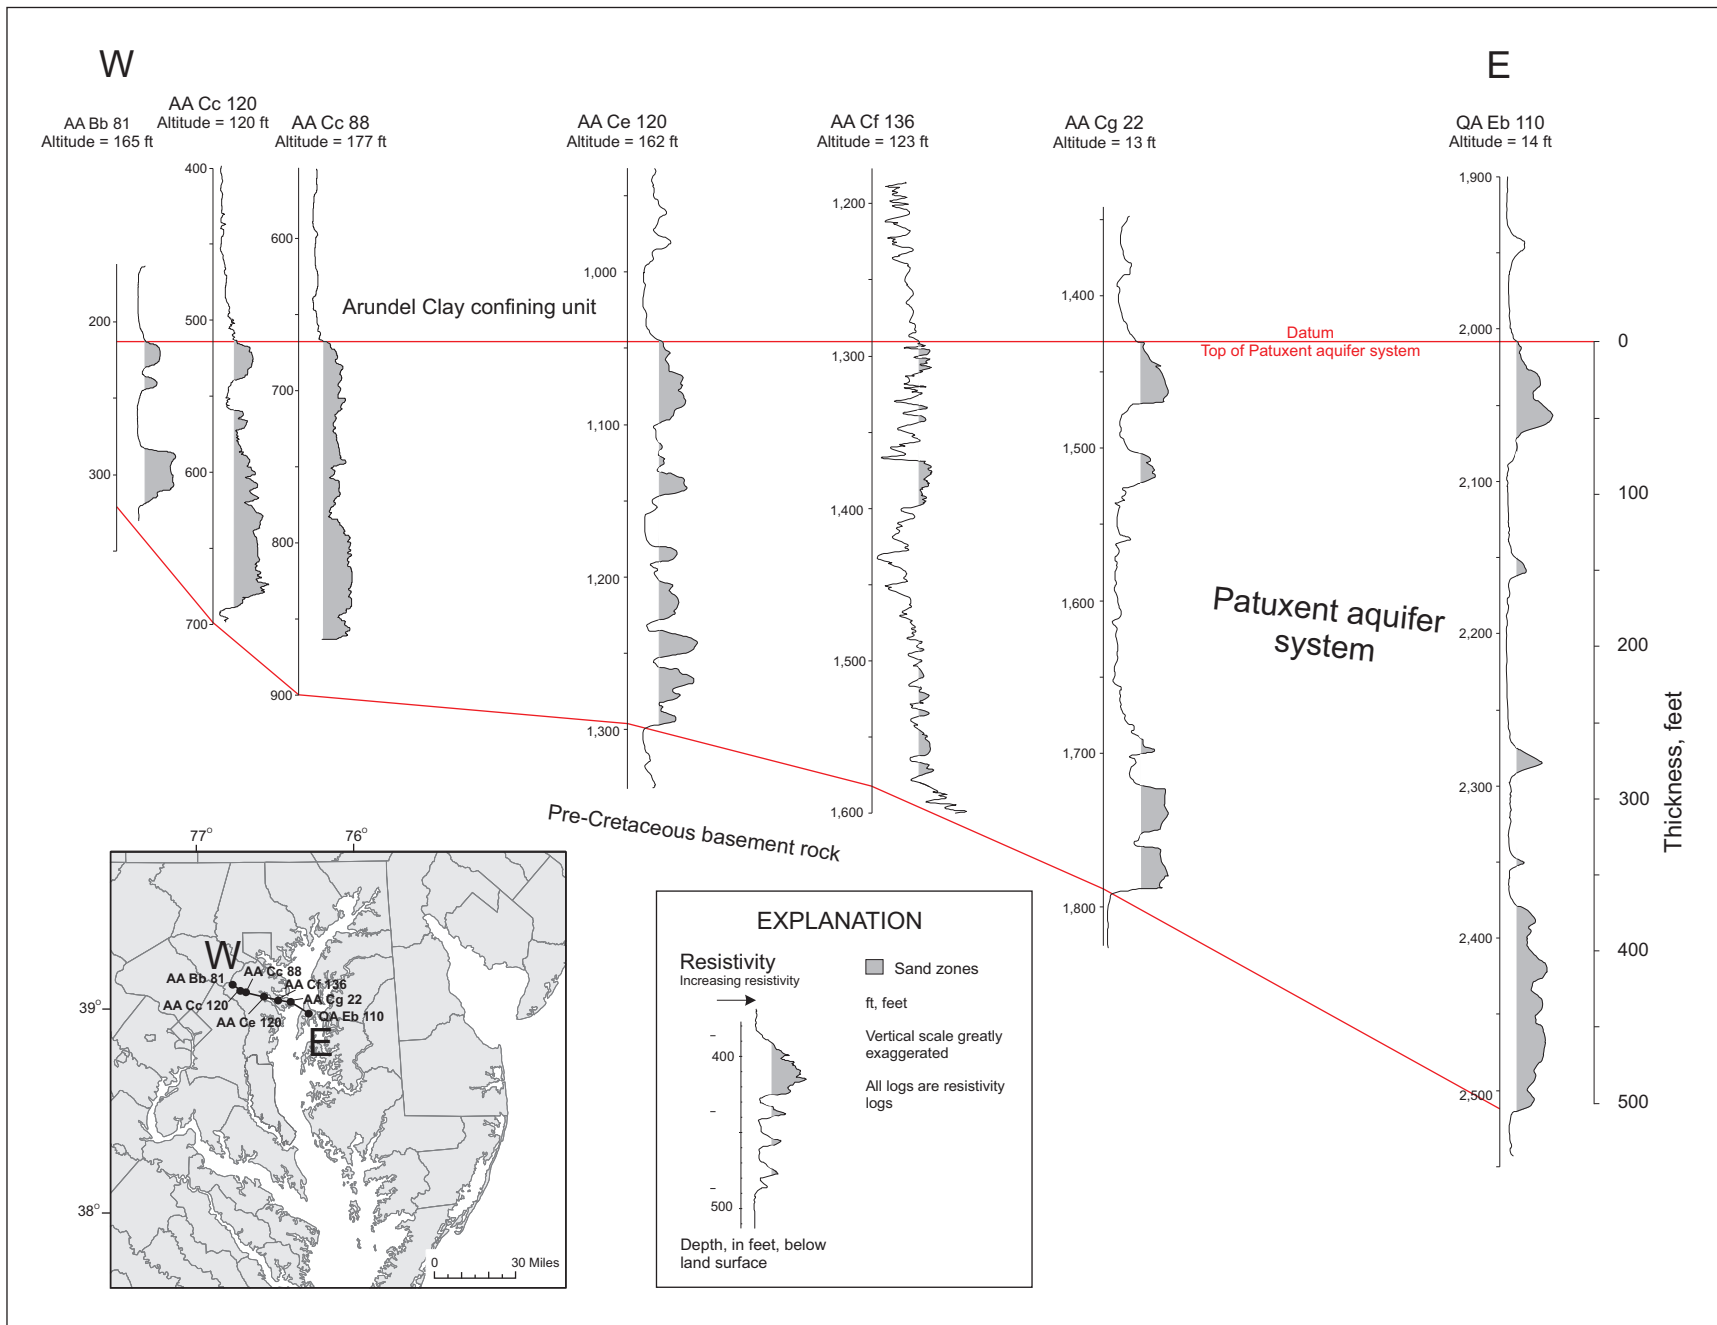 W
E
AA Bb 81
Altitude = 165 ft
AA Cc 120
Altitude = 120 ft
AA Cc 88
Altitude = 177 ft
AA Ce 120
Altitude = 162 ft
AA Cf 136
Altitude = 123 ft
AA Cg 22
Altitude = 13 ft
QA Eb 110
Altitude = 14 ft
200
300
400
500
600
700
600
700
800
900
1,000
1,100
1,200
1,300
1,200
1,300
1,400
1,500
1,600
1,400
1,500
1,600
1,700
1,800
1,900
2,000
2,100
2,200
2,300
2,400
2,500
0
100
200
300
400
500
Thickness, feet
Arundel Clay confining unit
Datum
Top of Patuxent aquifer system
Patuxent aquifer
system
Pre-Cretaceous basement rock
77°
76°
39°
38°
W
AA Bb 81
AA Cc 88
AA Cf 136
AA Cc 120
AA Cg 22
AA Ce 120
QA Eb 110
E
0
30 Miles
EXPLANATION
Resistivity
Increasing resistivity
400
500
Depth, in feet, below
land surface
Sand zones
ft, feet
Vertical scale greatly
exaggerated
All logs are resistivity
logs